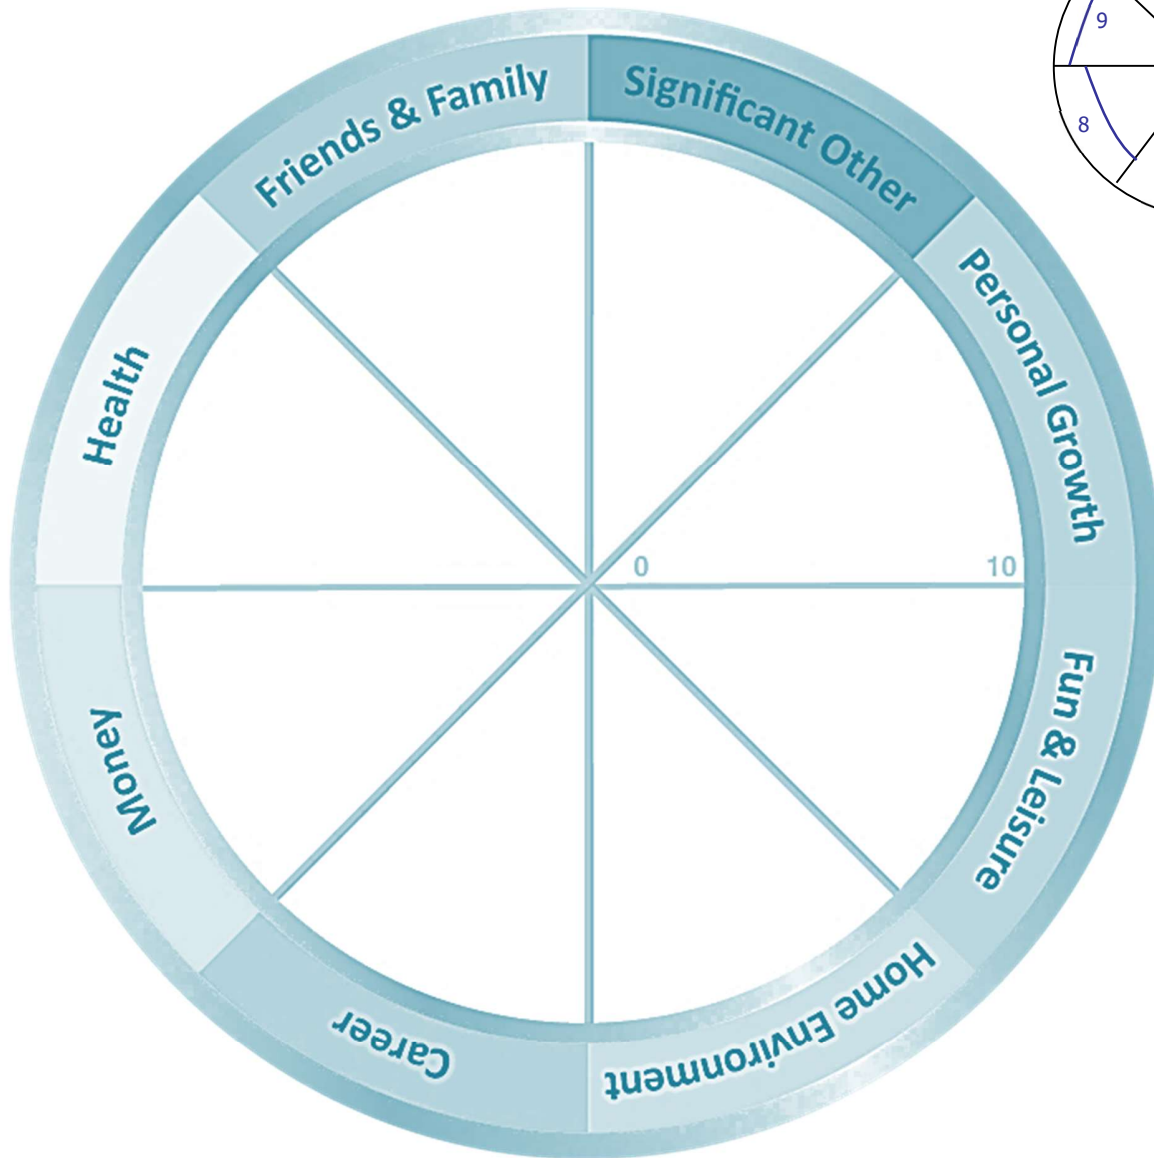 9
8
Friends & Family
Significant Other
Personal Growth
Health
0
10
Fun & Leisure
Money
Home Environment
Career